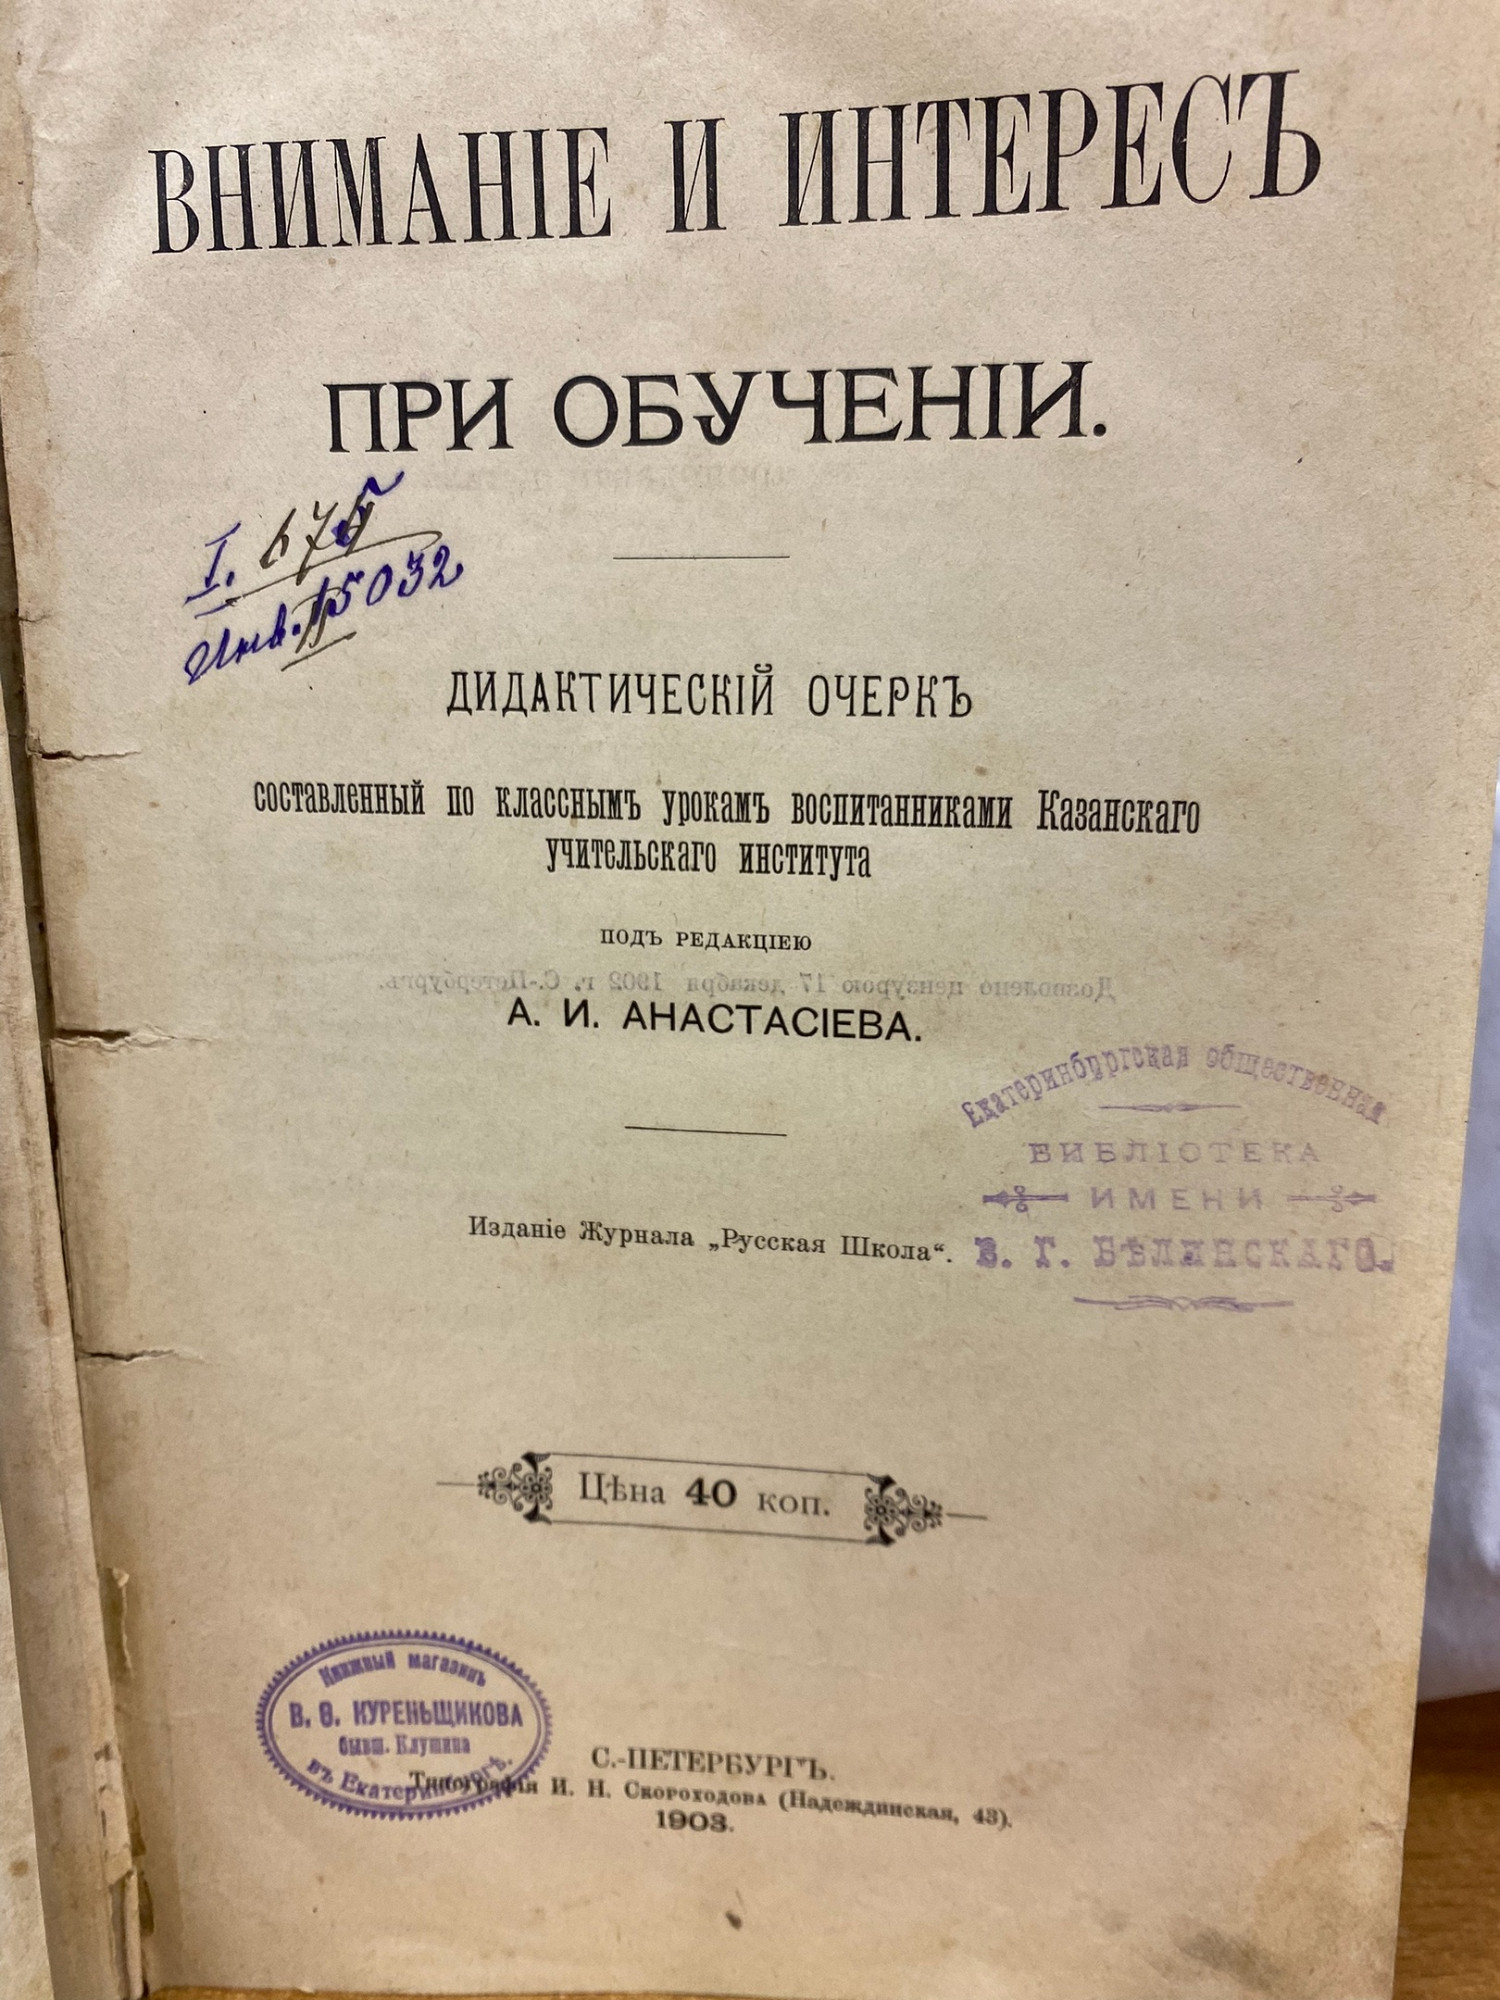 ВНИМАНІЕ И ИНТЕРЕСЪ
ПРИ ОБУЧЕНІИ.
I. 675
Инв. 15032
ДИДАКТИЧЕСКІЙ ОЧЕРКЪ
составленный по класснымъ урокамъ воспитанниками Казанскаго
учительскаго института
ПОДЪ РЕДАКЦІЕЮ
Дозволено цензурою 17 декабря 1902 г. С.-Петербургъ.
А. И. АНАСТАСІЕВА.
Екатеринбургская общественная
БИБЛІОТЕКА
ИМЕНИ
В. Г. БѢЛИНСКАГО.
Изданіе Журнала „Русская Школа“.
Цѣна 40 коп.
Книжный магазинъ
В. Ѳ. КУРЕНЬЩИКОВА
бывш. Клушина
въ Екатеринбургѣ.
С.-ПЕТЕРБУРГЪ.
Типографія И. Н. Скороходова (Надеждинская, 43).
1903.